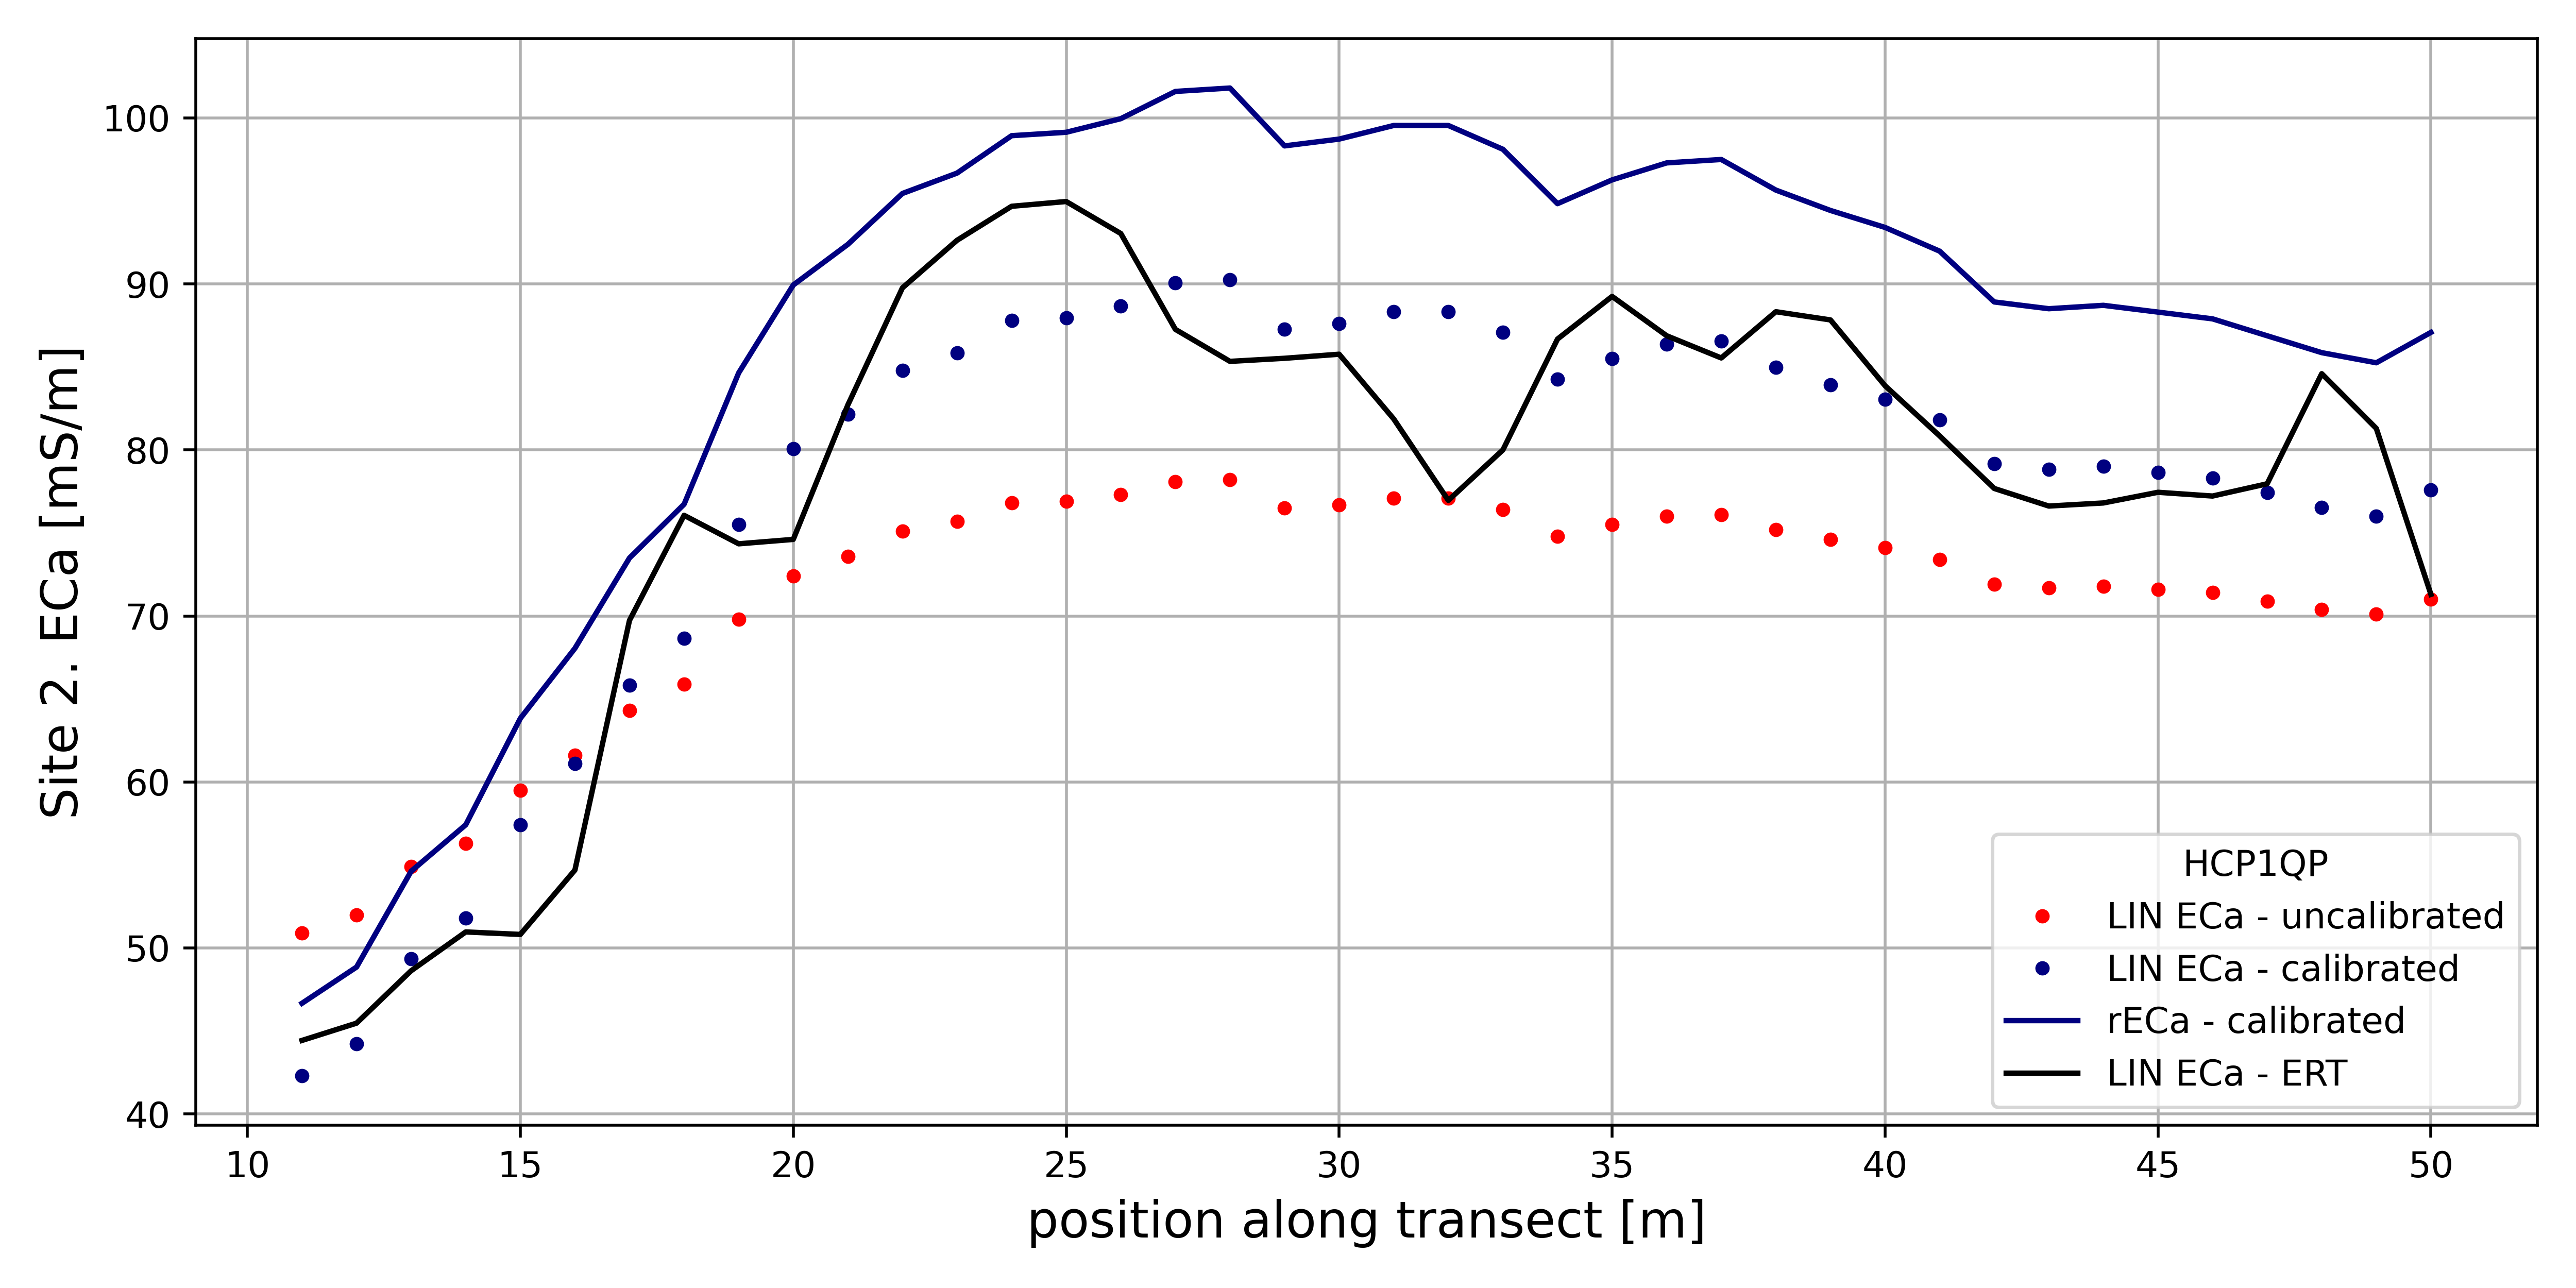 Site 2. ECa [mS/m]
100
90
80
70
60
50
40
10 15 20 25 30 35 40 45 50
position along transect [m]
HCP1QP
LIN ECa - uncalibrated
LIN ECa - calibrated
rECa - calibrated
LIN ECa - ERT